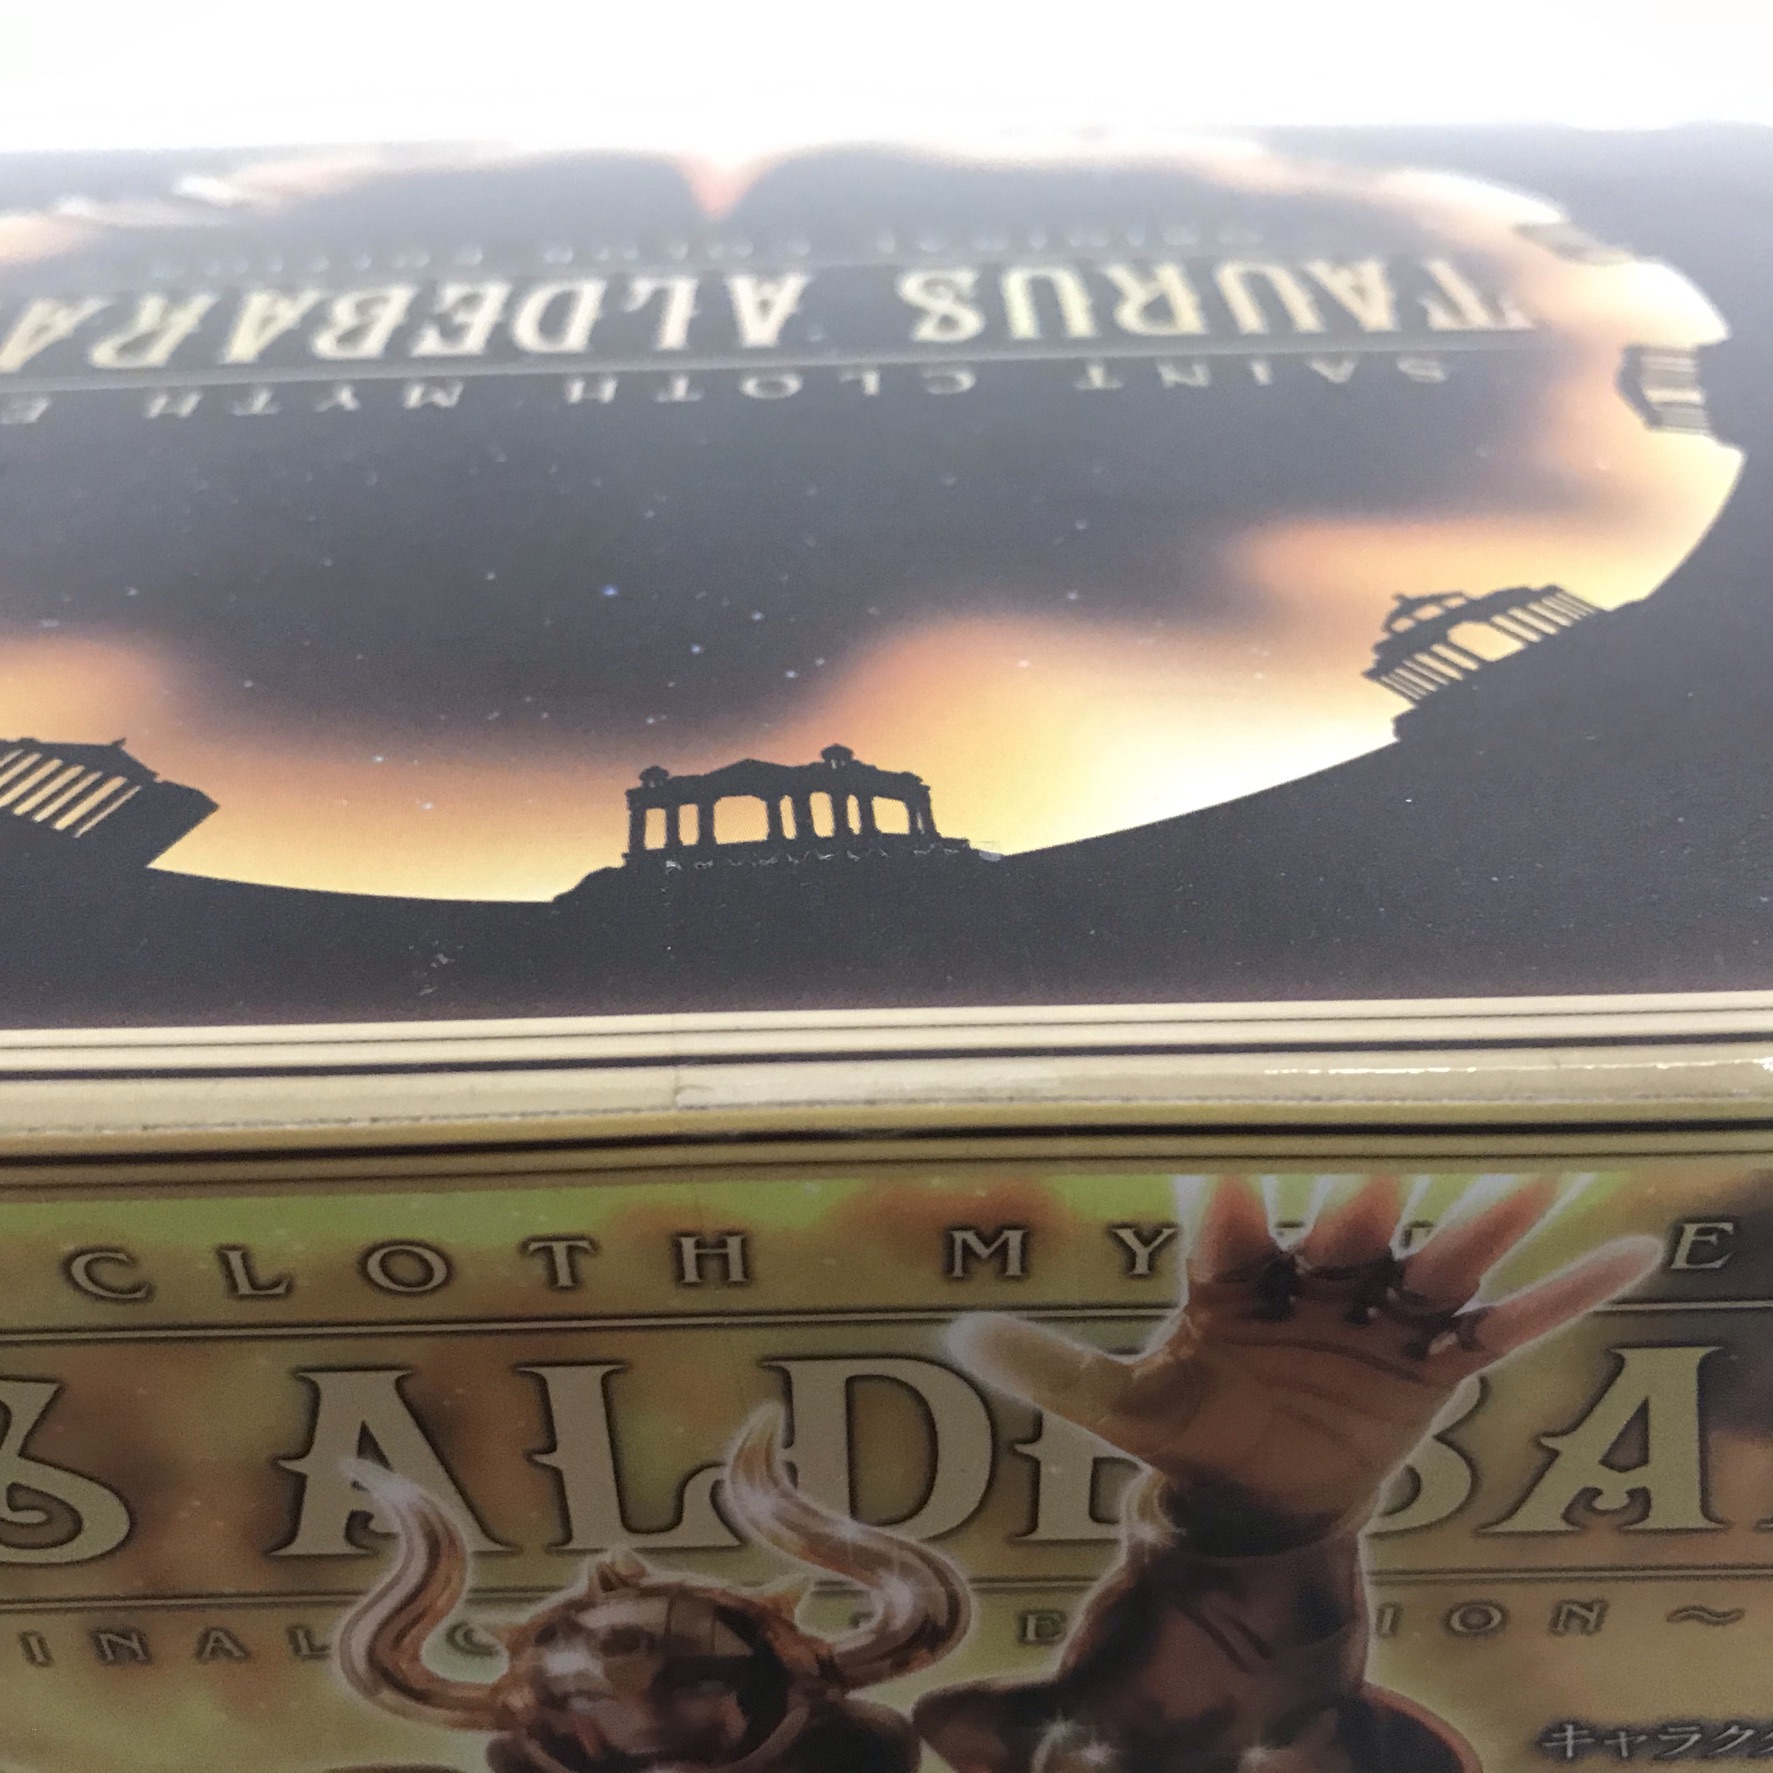 TAURUS ALDEBARA
SAINT CLOTH MYTH E
CLOTH MY E
ALDEBA
INAL ION~
キャラク